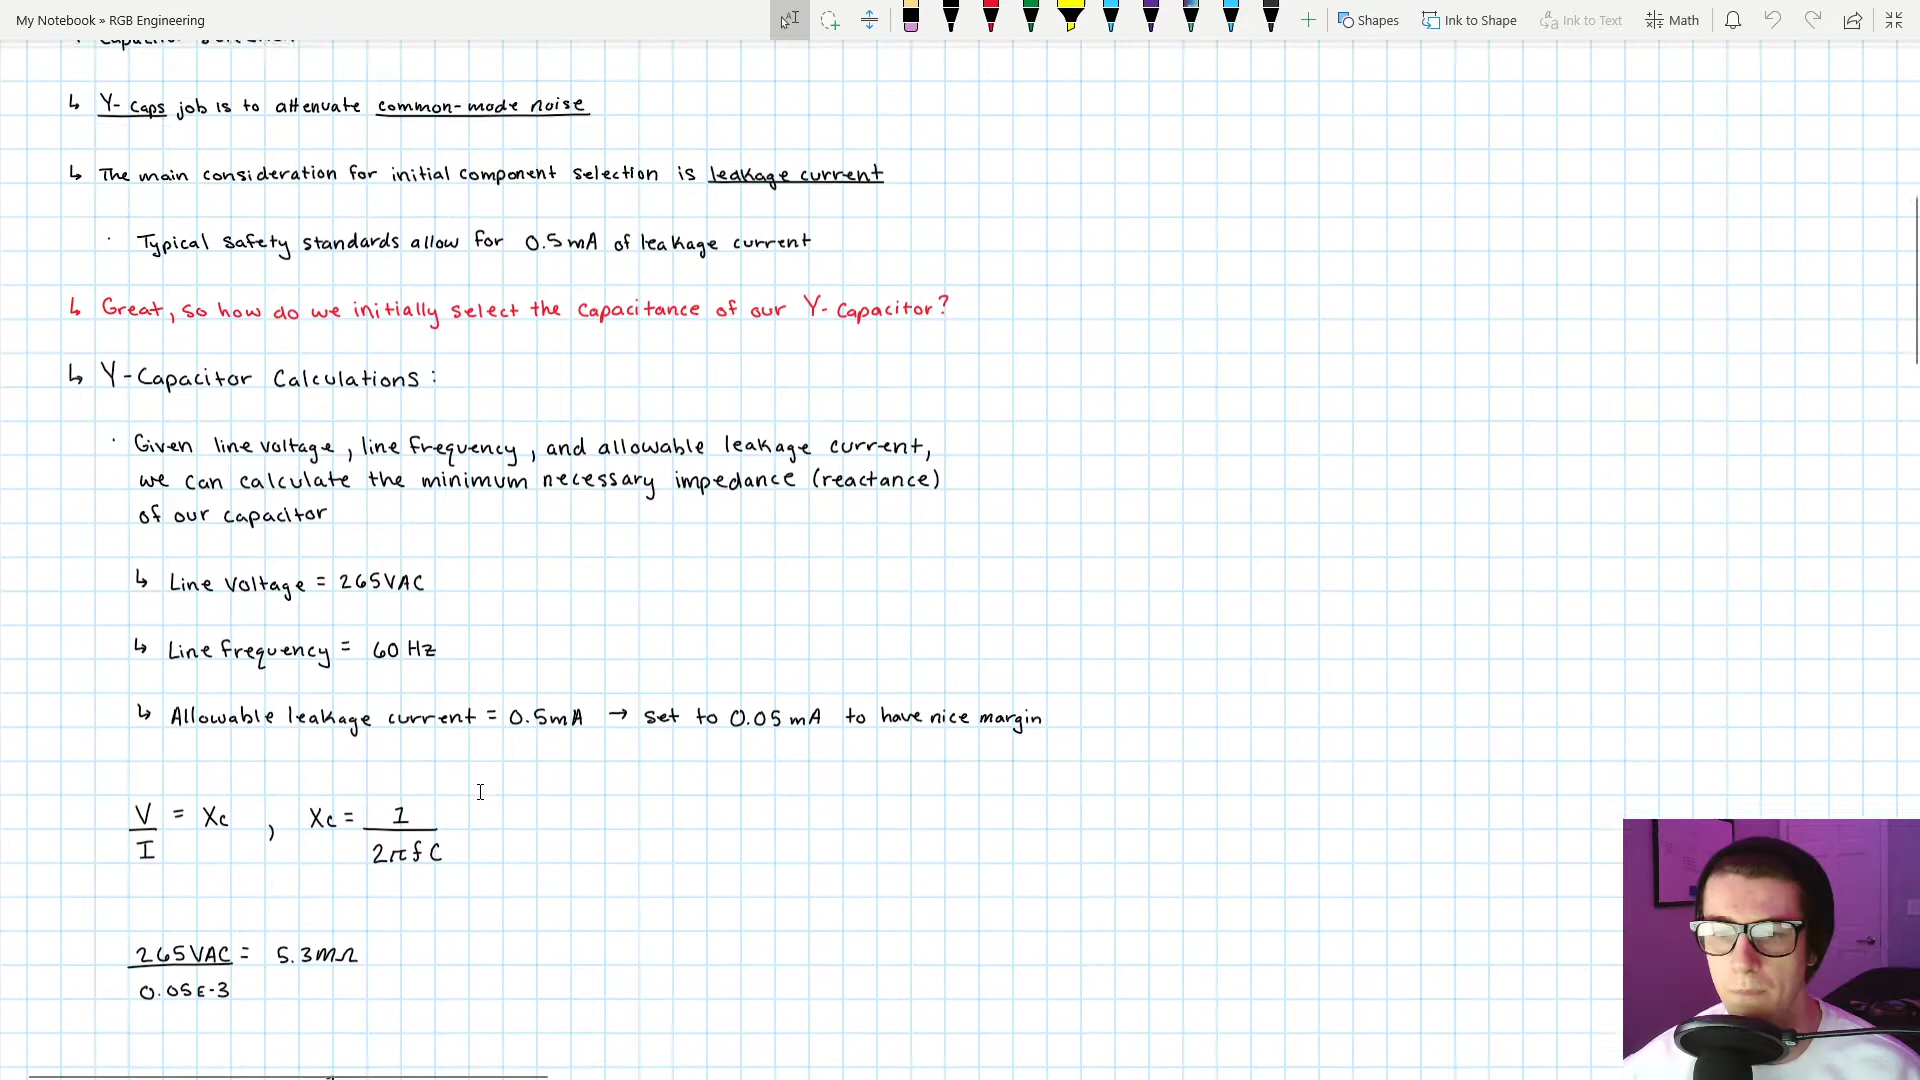 My Notebook » RGB Engineering
Shapes
Ink to Shape
Ink to Text
Math
↳ Y-Caps job is to attenuate common-mode noise
↳ The main consideration for initial component selection is leakage current
· Typical safety standards allow for 0.5mA of leakage current
↳ Great, so how do we initially select the capacitance of our Y-Capacitor?
↳ Y-Capacitor Calculations:
· Given line voltage, line frequency, and allowable leakage current,
we can calculate the minimum necessary impedance (reactance)
of our capacitor
↳ Line Voltage = 265VAC
↳ Line frequency = 60 Hz
↳ Allowable leakage current = 0.5mA → set to 0.05mA to have nice margin
V/I = Xc , Xc = 1/2πfC
265VAC = 5.3MΩ
0.05E-3